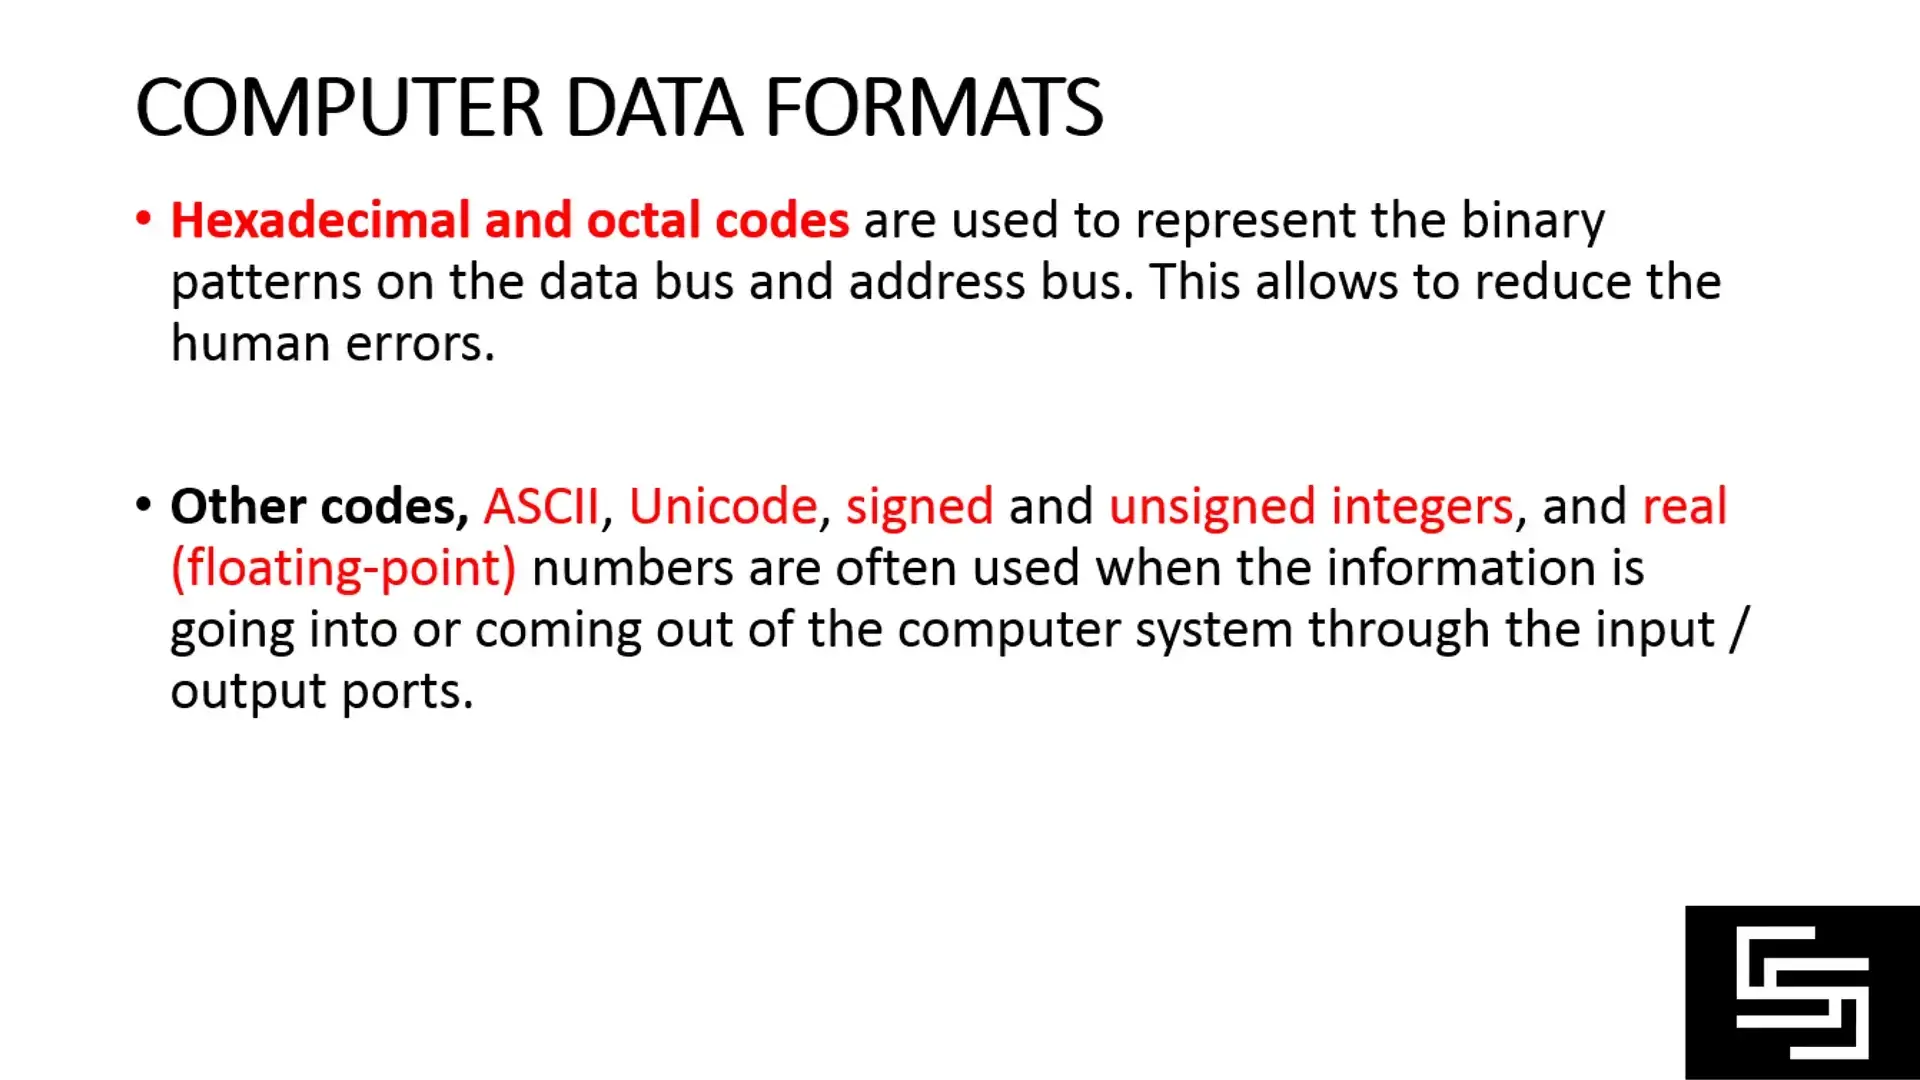 COMPUTER DATA FORMATS
• Hexadecimal and octal codes are used to represent the binary
patterns on the data bus and address bus. This allows to reduce the
human errors.
• Other codes, ASCII, Unicode, signed and unsigned integers, and real
(floating-point) numbers are often used when the information is
going into or coming out of the computer system through the input /
output ports.